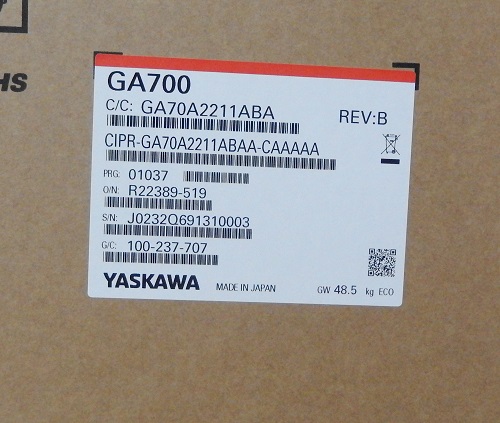 HS
GA700
C/C: GA70A2211ABA
REV:B
CIPR-GA70A2211ABAA-CAAAAA
PRG: 01037
O/N: R22389-519
S/N: J0232Q691310003
G/C: 100-237-707
YASKAWA MADE IN JAPAN GW 48.5 kg ECO